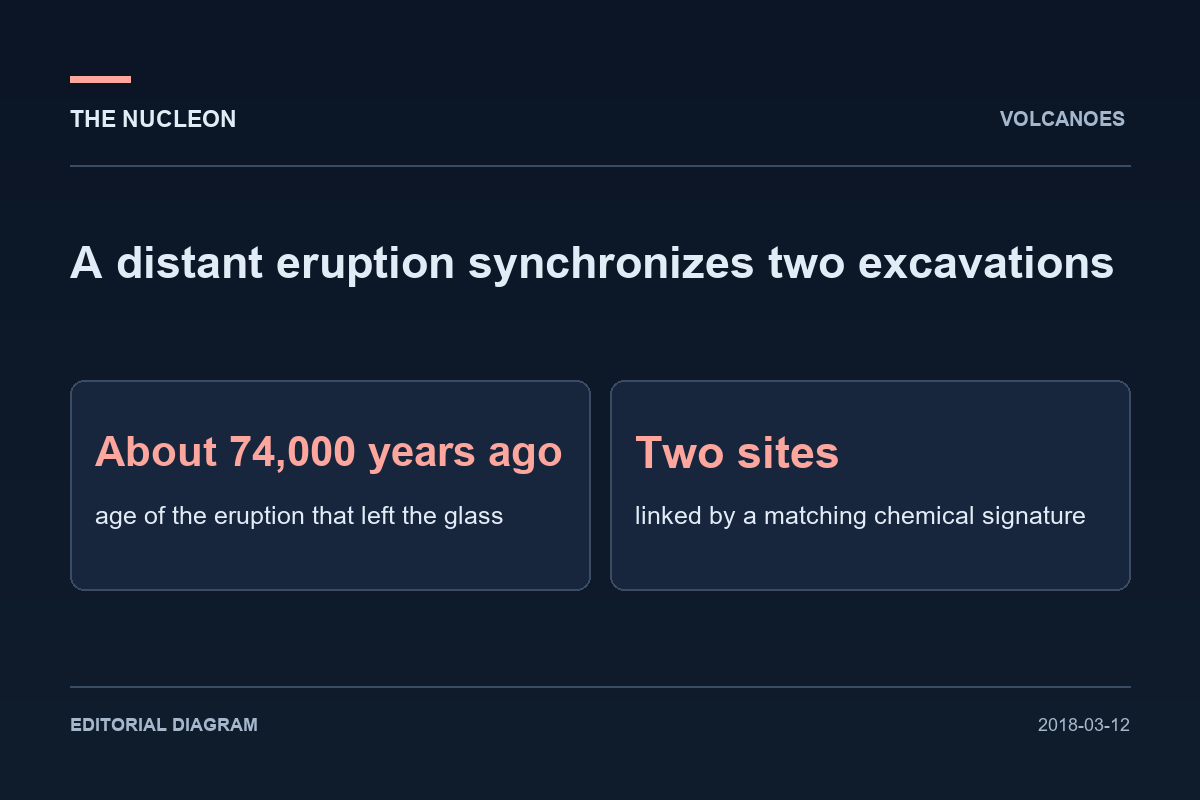 THE NUCLEON
VOLCANOES
A distant eruption synchronizes two excavations
About 74,000 years ago
age of the eruption that left the glass
Two sites
linked by a matching chemical signature
EDITORIAL DIAGRAM
2018-03-12